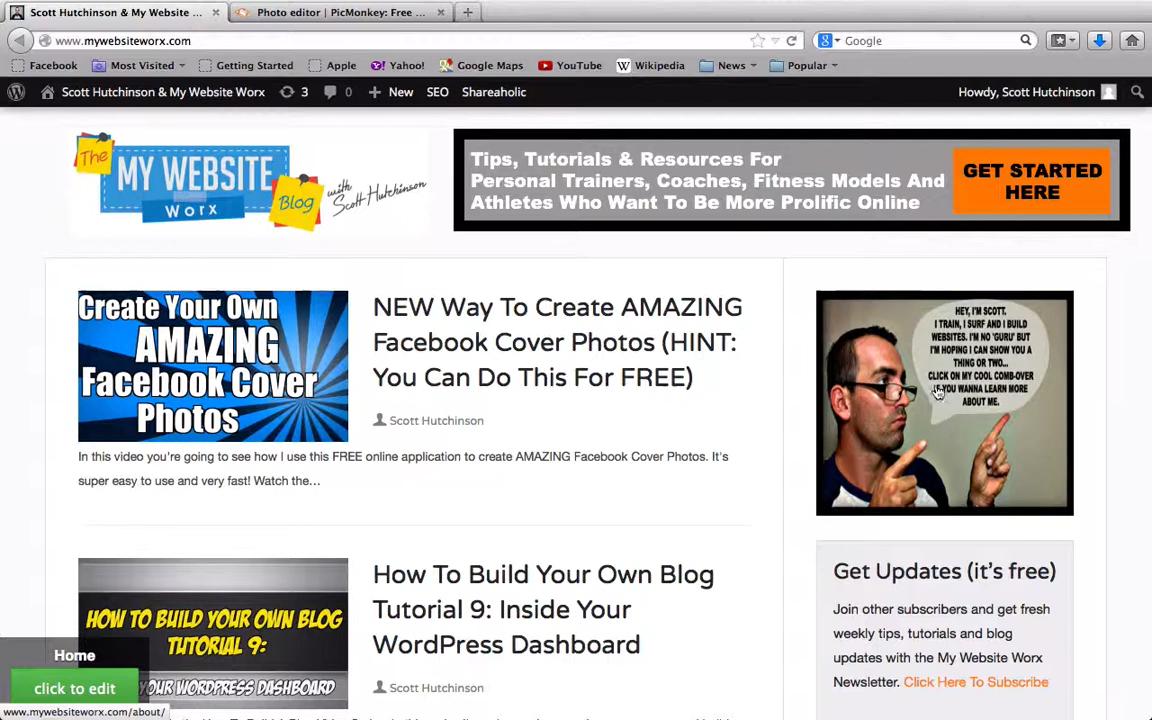 Scott Hutchinson & My Website ...
Photo editor | PicMonkey: Free ...
www.mywebsiteworx.com
Google
Facebook
Most Visited
Getting Started
Apple
Yahoo!
Google Maps
YouTube
Wikipedia
News
Popular
Scott Hutchinson & My Website Worx
3
0
New
SEO
Shareaholic
Howdy, Scott Hutchinson
The
MY WEBSITE
Worx
Blog
with
Scott Hutchinson
Tips, Tutorials & Resources For
Personal Trainers, Coaches, Fitness Models And
Athletes Who Want To Be More Prolific Online
GET STARTED
HERE
Create Your Own
AMAZING
Facebook Cover
Photos
NEW Way To Create AMAZING
Facebook Cover Photos (HINT:
You Can Do This For FREE)
Scott Hutchinson
In this video you're going to see how I use this FREE online application to create AMAZING Facebook Cover Photos. It's
super easy to use and very fast! Watch the...
HEY, I'M SCOTT.
I TRAIN, I SURF AND I BUILD
WEBSITES. I'M NO 'GURU' BUT
I'M HOPING I CAN SHOW YOU A
THING OR TWO...
CLICK ON MY COOL COMB-OVER
IF YOU WANNA LEARN MORE
ABOUT ME.
HOW TO BUILD YOUR OWN BLOG
TUTORIAL 9:
YOUR WORDPRESS DASHBOARD
How To Build Your Own Blog
Tutorial 9: Inside Your
WordPress Dashboard
Scott Hutchinson
Get Updates (it's free)
Join other subscribers and get fresh
weekly tips, tutorials and blog
updates with the My Website Worx
Newsletter. Click Here To Subscribe
Home
click to edit
www.mywebsiteworx.com/about/